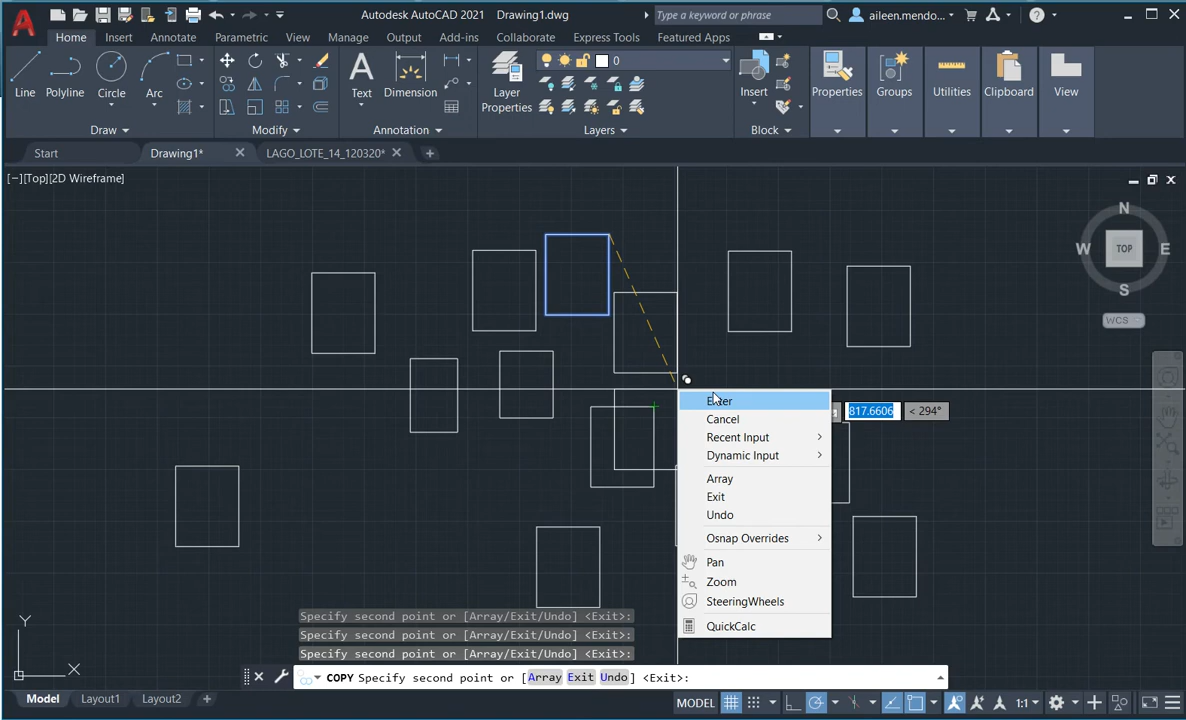 Autodesk AutoCAD 2021 Drawing1.dwg
Type a keyword or phrase
aileen.mendo...
Home Insert Annotate Parametric View Manage Output Add-ins Collaborate Express Tools Featured Apps
Line Polyline Circle Arc
Text Dimension
Layer
Properties
0
Insert
Properties Groups Utilities Clipboard View
Draw Modify Annotation Layers Block
Start Drawing1* LAGO_LOTE_14_120320*
[−][Top][2D Wireframe]
N
W TOP E
S
WCS
Enter
Cancel
Recent Input
Dynamic Input
Array
Exit
Undo
Osnap Overrides
Pan
Zoom
SteeringWheels
QuickCalc
817.6606 < 294°
Y
X
Specify second point or [Array/Exit/Undo] <Exit>:
Specify second point or [Array/Exit/Undo] <Exit>:
Specify second point or [Array/Exit/Undo] <Exit>:
COPY Specify second point or [Array Exit Undo] <Exit>:
Model Layout1 Layout2 +
MODEL 1:1